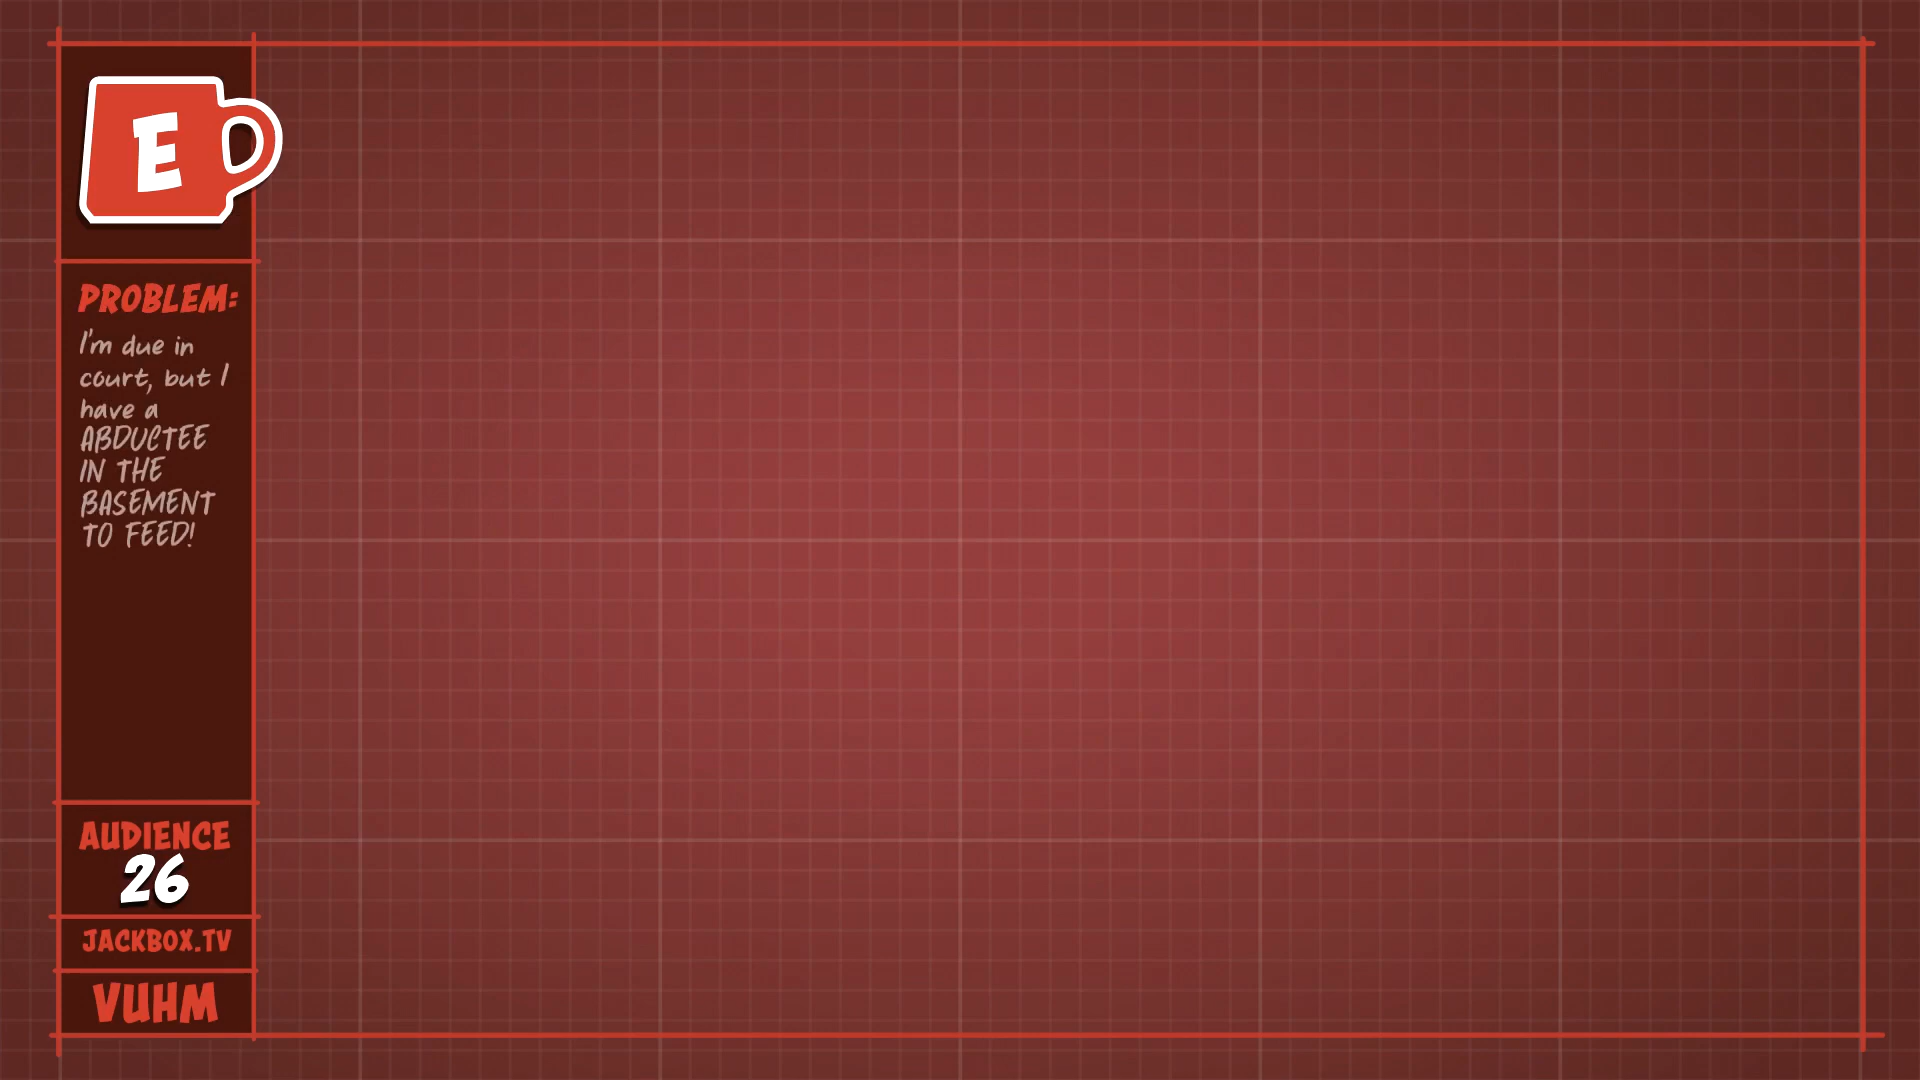 E
PROBLEM:
I'm due in
court, but I
have a
ABDUCTEE
IN THE
BASEMENT
TO FEED!
AUDIENCE
26
JACKBOX.TV
VUHM